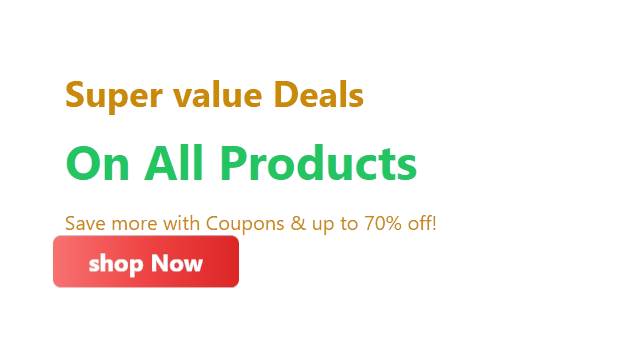 Super value Deals
On All Products
Save more with Coupons & up to 70% off!
shop Now